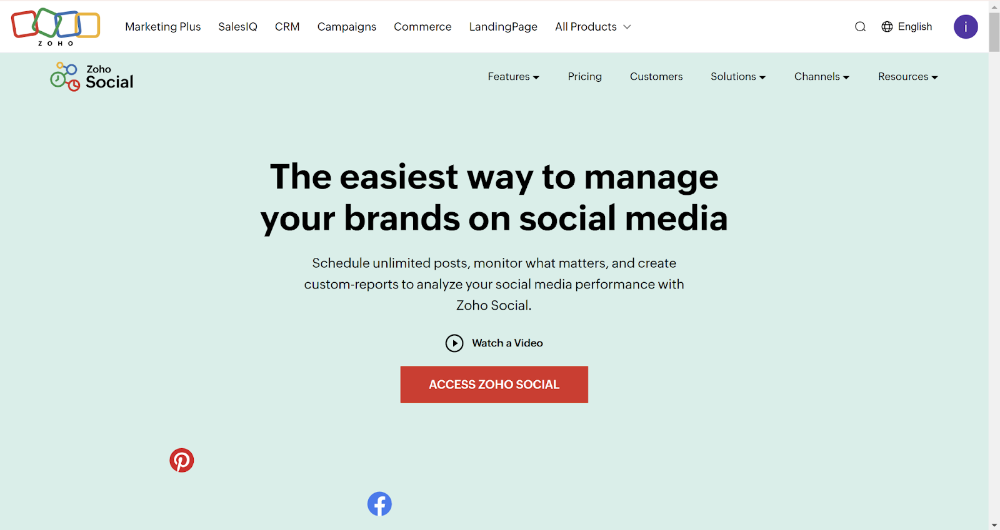 ZOHO
Marketing Plus SalesIQ CRM Campaigns Commerce LandingPage All Products
English
i
Zoho
Social
Features Pricing Customers Solutions Channels Resources
The easiest way to manage
your brands on social media
Schedule unlimited posts, monitor what matters, and create
custom-reports to analyze your social media performance with
Zoho Social.
Watch a Video
ACCESS ZOHO SOCIAL